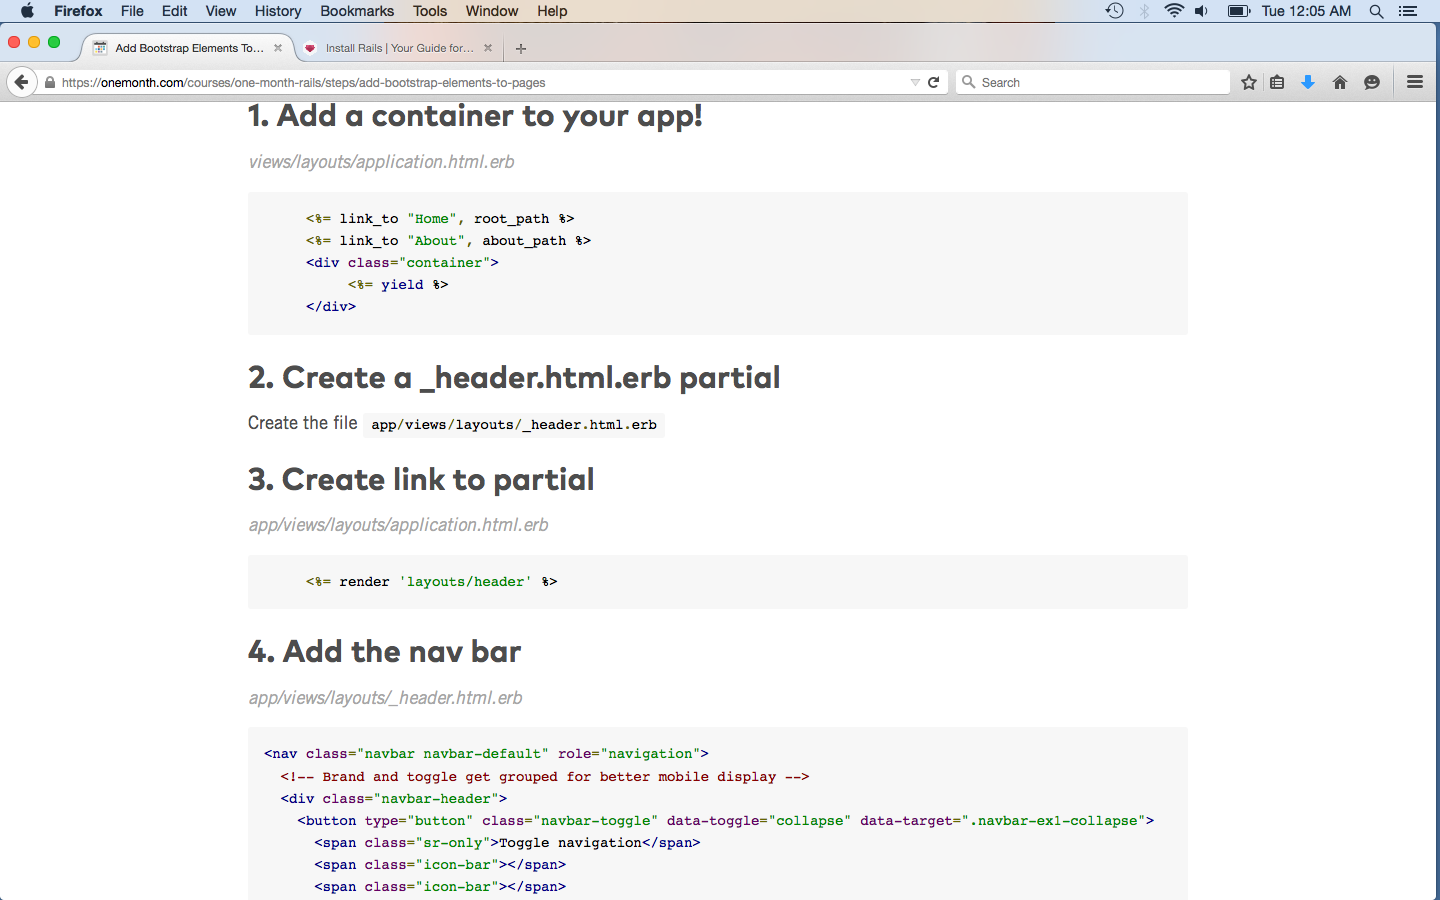 Firefox File Edit View History Bookmarks Tools Window Help Tue 12:05 AM
Add Bootstrap Elements To... Install Rails | Your Guide for...
https://onemonth.com/courses/one-month-rails/steps/add-bootstrap-elements-to-pages Search
1. Add a container to your app!
views/layouts/application.html.erb
<%= link_to "Home", root_path %>
<%= link_to "About", about_path %>
<div class="container">
<%= yield %>
</div>
2. Create a _header.html.erb partial
Create the file app/views/layouts/_header.html.erb
3. Create link to partial
app/views/layouts/application.html.erb
<%= render 'layouts/header' %>
4. Add the nav bar
app/views/layouts/_header.html.erb
<nav class="navbar navbar-default" role="navigation">
<!-- Brand and toggle get grouped for better mobile display -->
<div class="navbar-header">
<button type="button" class="navbar-toggle" data-toggle="collapse" data-target=".navbar-ex1-collapse">
<span class="sr-only">Toggle navigation</span>
<span class="icon-bar"></span>
<span class="icon-bar"></span>